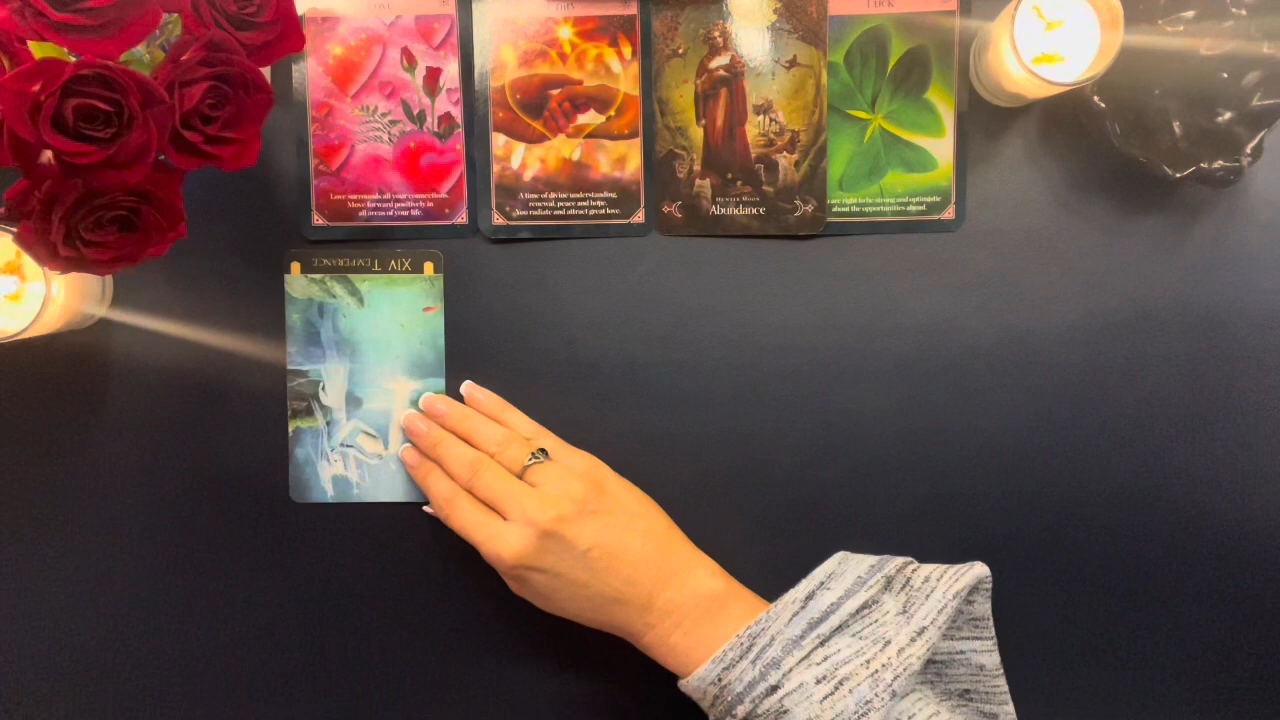 Love surrounds all your connections.
Move forward positively in
all areas of your life.
A time of divine understanding,
renewal, peace and hope.
You radiate and attract great love.
HUNTER MOON
Abundance
LUCK
are right to be strong and optimistic
about the opportunities ahead.
XIV TEMPERANCE